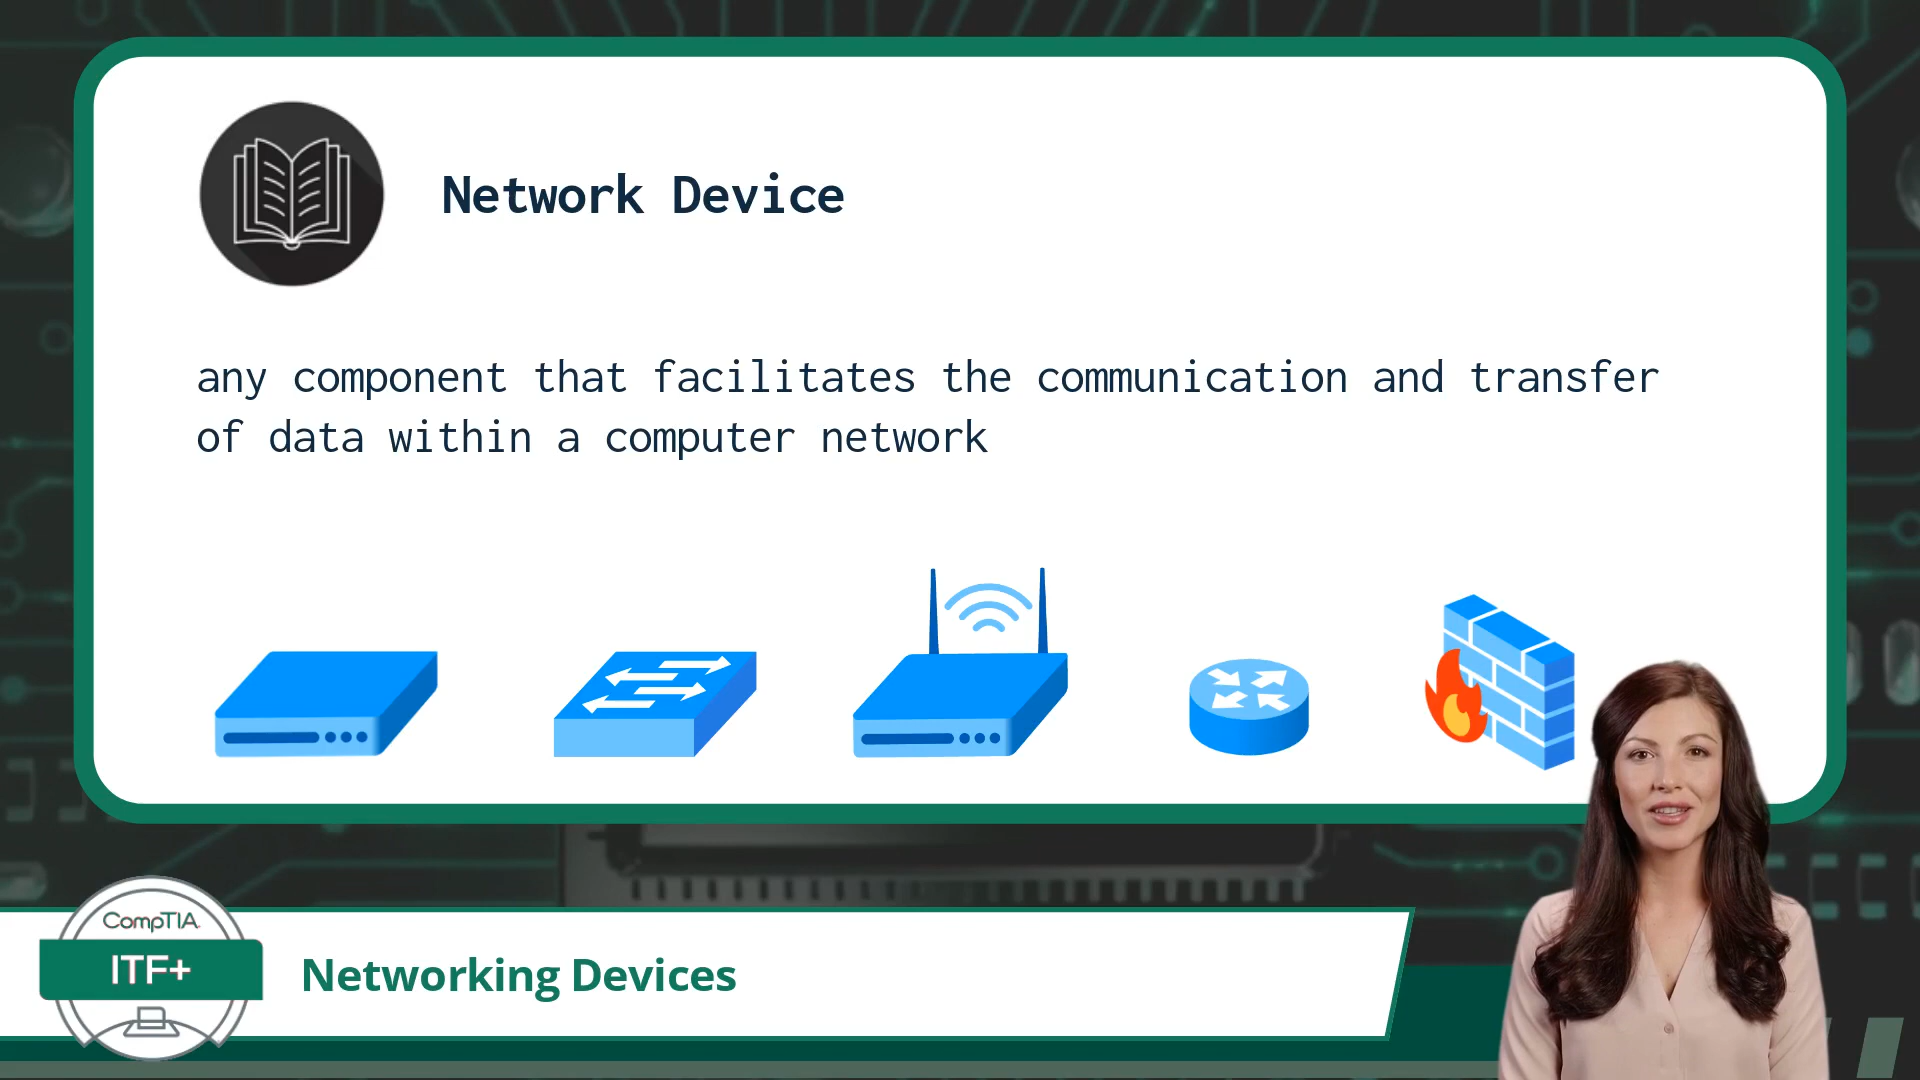 Network Device
any component that facilitates the communication and transfer
of data within a computer network
CompTIA
ITF+
Networking Devices